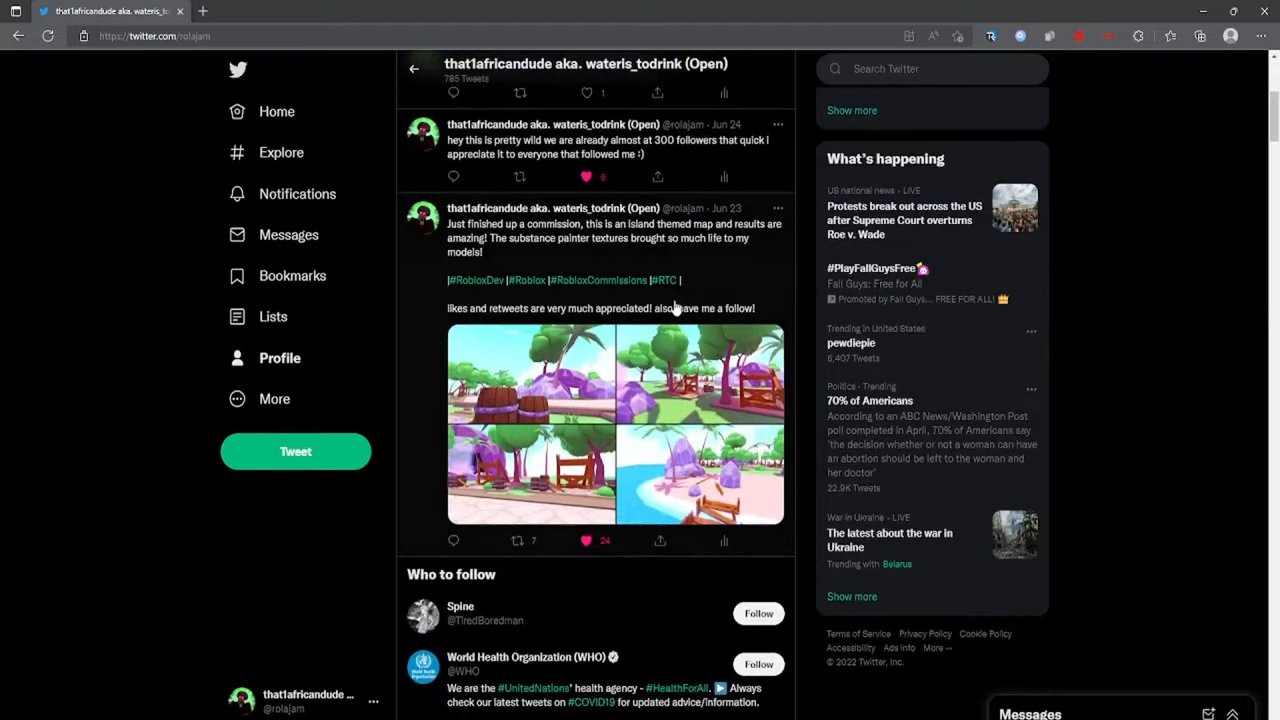 that1africandude aka. wateris_to
https://twitter.com/rolajam
that1africandude aka. wateris_todrink (Open)
795 Tweets
1
Home
Explore
Notifications
Messages
Bookmarks
Lists
Profile
More
Tweet
that1africandude ...
@rolajam
that1africandude aka. wateris_todrink (Open) @rolajam · Jun 24
hey this is pretty wild we are already almost at 300 followers that quick i
appreciate it to everyone that followed me :)
6
that1africandude aka. wateris_todrink (Open) @rolajam · Jun 23
Just finished up a commission, this is an island themed map and results are
amazing! The substance painter textures brought so much life to my
models!
|#RobloxDev |#Roblox |#RobloxCommissions |#RTC |
likes and retweets are very much appreciated! also leave me a follow!
7
24
Who to follow
Spine
@TiredBoredman
Follow
World Health Organization (WHO)
@WHO
Follow
We are the #UnitedNations' health agency - #HealthForAll. ▶ Always
check our latest tweets on #COVID19 for updated advice/information.
Search Twitter
Show more
What's happening
US national news · LIVE
Protests break out across the US
after Supreme Court overturns
Roe v. Wade
#PlayFallGuysFree
Fall Guys: Free for All
Promoted by Fall Guys... FREE FOR ALL! 👑
Trending in United States
pewdiepie
6,407 Tweets
Politics · Trending
70% of Americans
According to an ABC News/Washington Post
poll completed in April, 70% of Americans say
'the decision whether or not a woman can have
an abortion should be left to the woman and
her doctor'
22.9K Tweets
War in Ukraine · LIVE
The latest about the war in
Ukraine
Trending with Belarus
Show more
Terms of Service Privacy Policy Cookie Policy
Accessibility Ads info More ...
© 2022 Twitter, Inc.
Messages